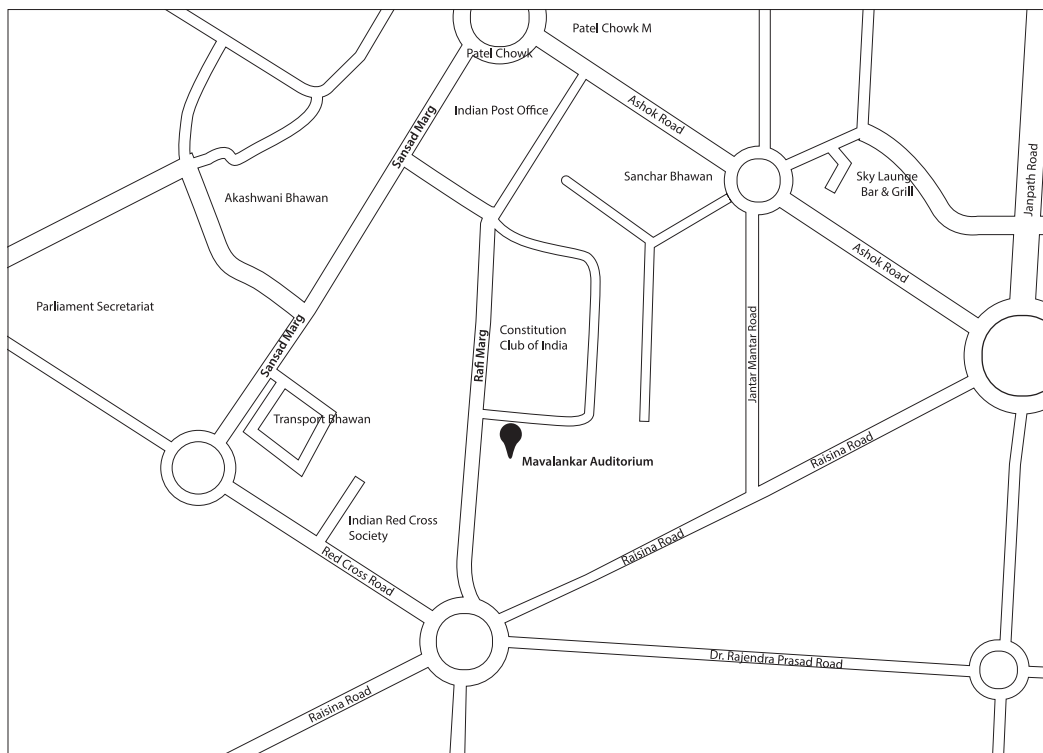 Patel Chowk M
Patel Chowk
Indian Post Office
Ashok Road
Sansad Marg
Sanchar Bhawan
Sky Launge
Bar & Grill
Janpath Road
Akashwani Bhawan
Ashok Road
Parliament Secretariat
Sansad Marg
Constitution
Club of India
Rafi Marg
Jantar Mantar Road
Transport Bhawan
Mavalankar Auditorium
Raisina Road
Indian Red Cross
Society
Red Cross Road
Raisina Road
Dr. Rajendra Prasad Road
Raisina Road